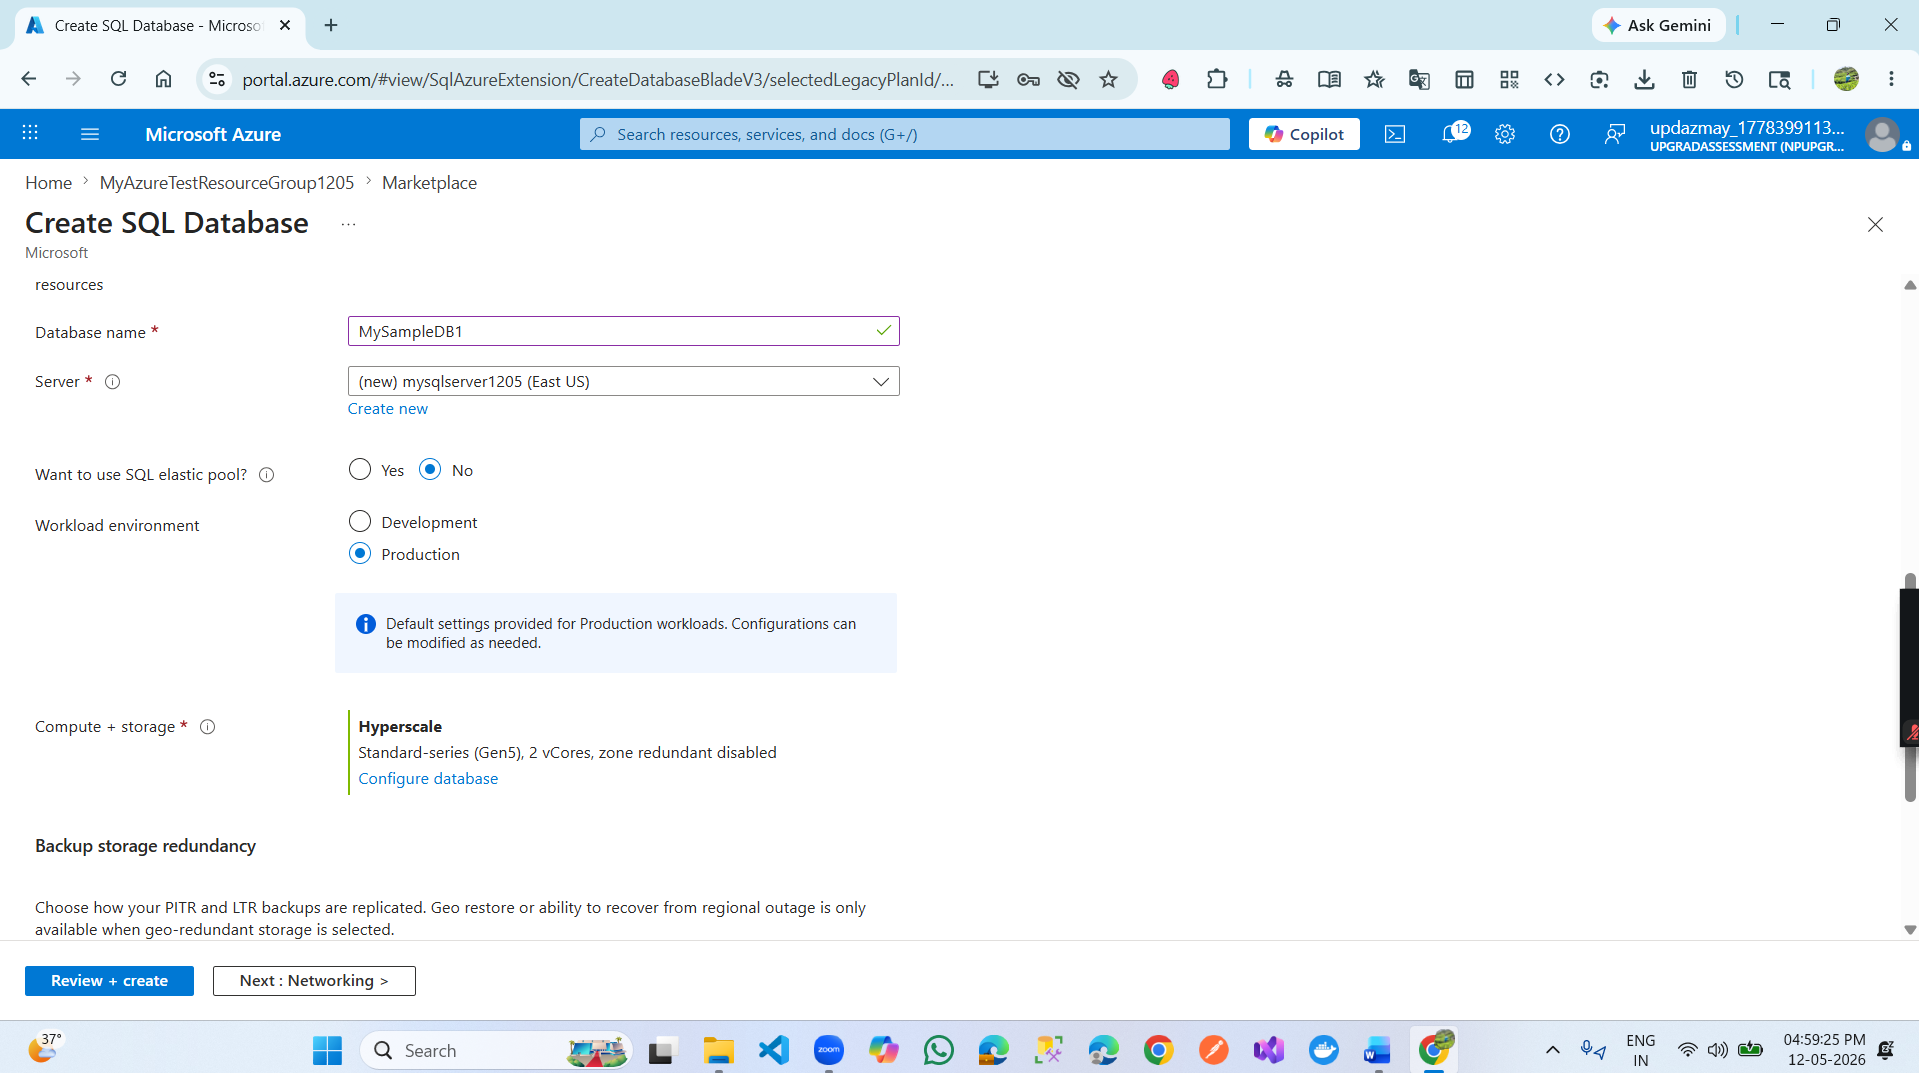 Create SQL Database - Microso
Ask Gemini
portal.azure.com/#view/SqlAzureExtension/CreateDatabaseBladeV3/selectedLegacyPlanId/...
Microsoft Azure
Search resources, services, and docs (G+/)
Copilot
12
updazmay_1778399113...
UPGRADASSESSMENT (NPUPGR...
Home > MyAzureTestResourceGroup1205 > Marketplace
Create SQL Database ...
Microsoft
resources
Database name *
MySampleDB1
Server *
(new) mysqlserver1205 (East US)
Create new
Want to use SQL elastic pool?
Yes
No
Workload environment
Development
Production
Default settings provided for Production workloads. Configurations can
be modified as needed.
Compute + storage *
Hyperscale
Standard-series (Gen5), 2 vCores, zone redundant disabled
Configure database
Backup storage redundancy
Choose how your PITR and LTR backups are replicated. Geo restore or ability to recover from regional outage is only
available when geo-redundant storage is selected.
Review + create
Next : Networking >
37°
Search
zoom
ENG
IN
04:59:25 PM
12-05-2026